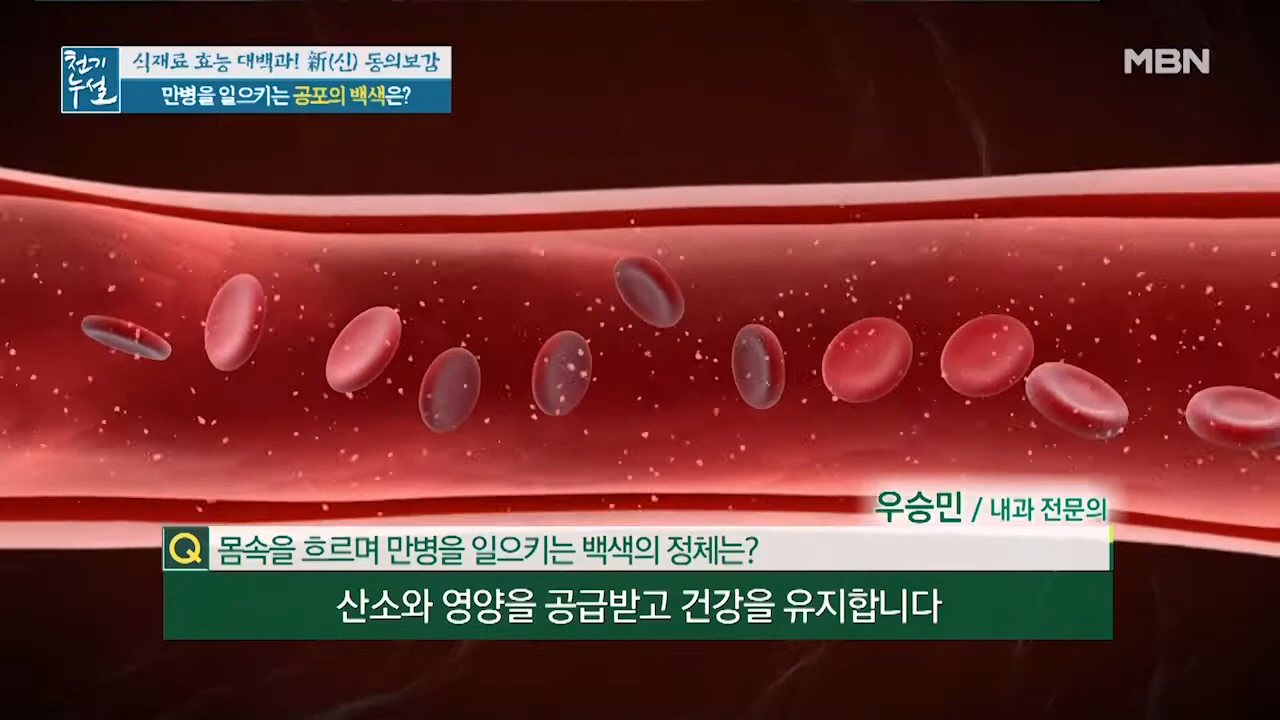 천기누설
식재료 효능 대백과! 新(신) 동의보감
만병을 일으키는 공포의 백색은?
MBN
우승민 / 내과 전문의
Q 몸속을 흐르며 만병을 일으키는 백색의 정체는?
산소와 영양을 공급받고 건강을 유지합니다